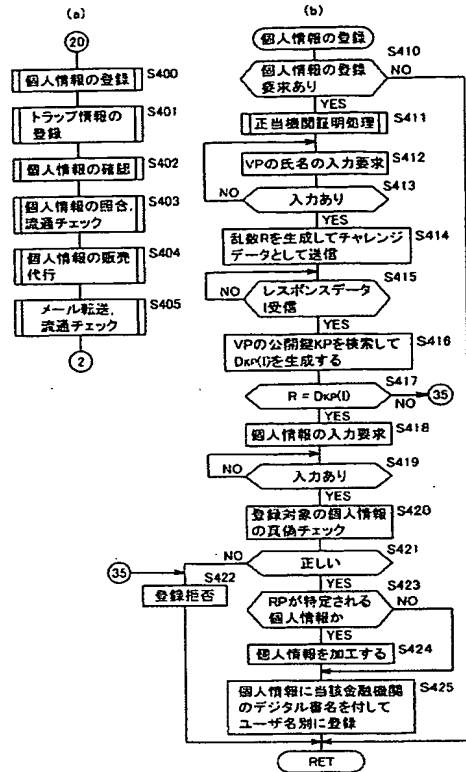 (a)
20
個人情報の登録 S400
トラップ情報の S401
登録
個人情報の確認 S402
個人情報の照合, S403
流通チェック
個人情報の販売 S404
代行
メール転送, S405
流通チェック
2
(b)
個人情報の登録
個人情報の登録 S410
要求あり NO
YES
正当機関証明処理 S411
VPの氏名の入力要求 S412
入力あり S413
NO
YES
乱数Rを生成してチャレンジ S414
データとして送信
レスポンスデータ S415
I受信 NO
YES
VPの公開鍵KPを検索して S416
DKP(I)を生成する
R = DKP(I) S417
NO 35
YES
個人情報の入力要求 S418
入力あり S419
NO
YES
登録対象の個人情報 S420
の真偽チェック
正しい S421
NO
YES
35
S422
登録拒否
RPが特定される S423
個人情報か NO
YES
個人情報を加工する S424
個人情報に当該金融機関 S425
のデジタル署名を付して
ユーザ名別に登録
RET